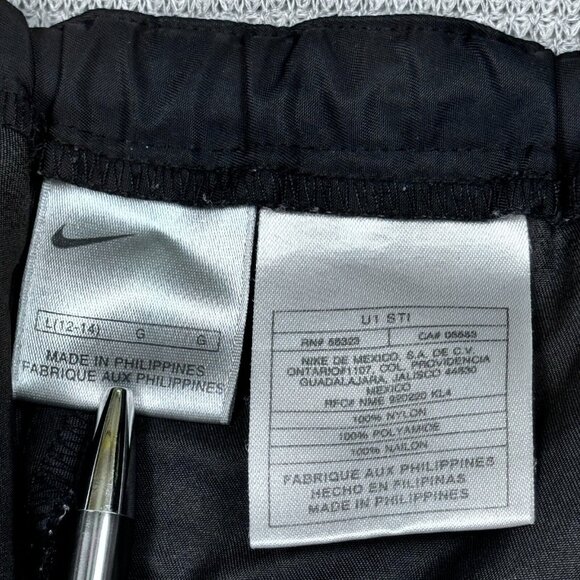 L(12-14) G G
MADE IN PHILIPPINES
FABRIQUE AUX PHILIPPINES
U1 STI
RN# 56323 CA# 05553
NIKE DE MEXICO, S.A. DE C.V.
ONTARIO#1107, COL. PROVIDENCIA
GUADALAJARA, JALISCO 44630
MEXICO
RFC# NME 920220 KL4
100% NYLON
100% POLYAMIDE
100% NAILON
FABRIQUE AUX PHILIPPINES
HECHO EN FILIPINAS
MADE IN PHILIPPINES